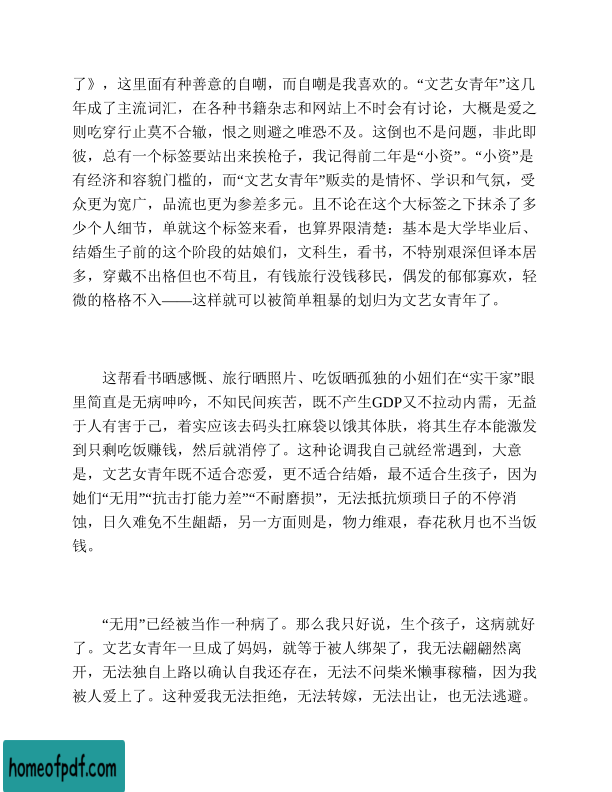 了》，这里面有种善意的自嘲，而自嘲是我喜欢的。“文艺女青年”这几
年成了主流词汇，在各种书籍杂志和网站上不时会有讨论，大概是爱之
则吃穿行止莫不合辙，恨之则避之唯恐不及。这倒也不是问题，非此即
彼，总有一个标签要站出来挨枪子，我记得前二年是“小资”。“小资”是
有经济和容貌门槛的，而“文艺女青年”贩卖的是情怀、学识和气氛，受
众更为宽广，品流也更为参差多元。且不论在这个大标签之下抹杀了多
少个人细节，单就这个标签来看，也算界限清楚：基本是大学毕业后、
结婚生子前的这个阶段的姑娘们，文科生，看书，不特别艰深但译本居
多，穿戴不出格但也不苟且，有钱旅行没钱移民，偶发的郁郁寡欢，轻
微的格格不入——这样就可以被简单粗暴的划归为文艺女青年了。
这帮看书晒感慨、旅行晒照片、吃饭晒孤独的小妞们在“实干家”眼
里简直是无病呻吟，不知民间疾苦，既不产生GDP又不拉动内需，无益
于人有害于己，着实应该去码头扛麻袋以饿其体肤，将其生存本能激发
到只剩吃饭赚钱，然后就消停了。这种论调我自己就经常遇到，大意
是，文艺女青年既不适合恋爱，更不适合结婚，最不适合生孩子，因为
她们“无用”“抗击打能力差”“不耐磨损”，无法抵抗烦琐日子的不停消
蚀，日久难免不生龃龉，另一方面则是，物力维艰，春花秋月也不当饭
钱。
“无用”已经被当作一种病了。那么我只好说，生个孩子，这病就好
了。文艺女青年一旦成了妈妈，就等于被人绑架了，我无法翩翩然离
开，无法独自上路以确认自我还存在，无法不问柴米懒事稼穑，因为我
被人爱上了。这种爱我无法拒绝，无法转嫁，无法出让，也无法逃避。
homeofpdf.com